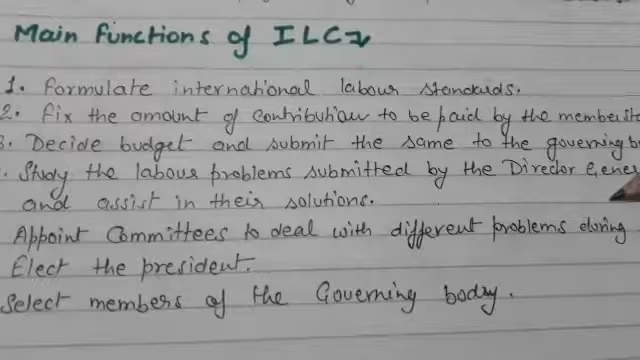 Main functions of ILC
1. Formulate international labour standards.
2. Fix the amount of contribution to be paid by the member
3. Decide budget and submit the same to the governing
Study the labour problems submitted by the Director
and assist in their solutions.
Appoint Committees to deal with different problems during
Elect the president.
Select members of the Governing body.